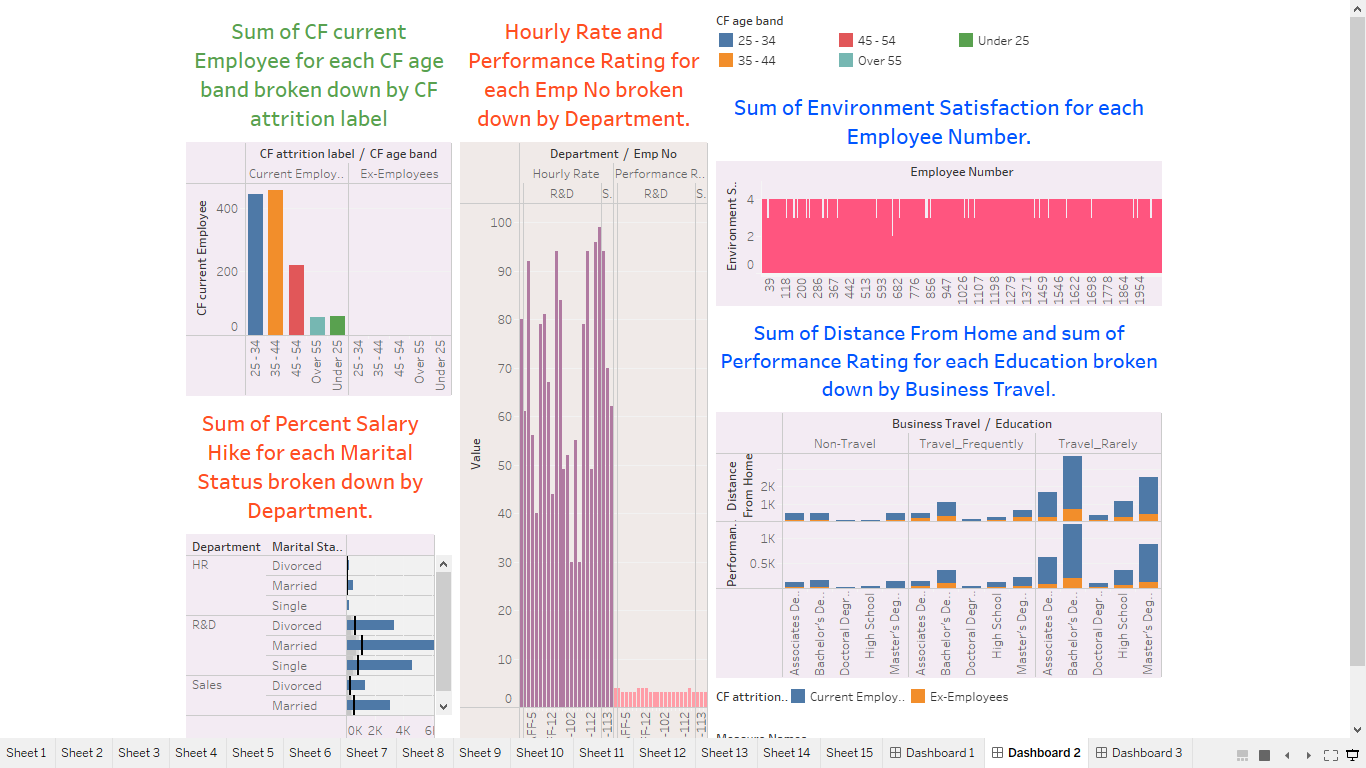 Sum of CF current
Employee for each CF age
band broken down by CF
attrition label
CF attrition label / CF age band
Current Employ.. Ex-Employees
CF current Employee
400
200
0
25 - 34
35 - 44
45 - 54
Over 55
Under 25
25 - 34
35 - 44
45 - 54
Over 55
Under 25
Sum of Percent Salary
Hike for each Marital
Status broken down by
Department.
Department Marital Sta..
HR Divorced
Married
Single
R&D Divorced
Married
Single
Sales Divorced
Married
0K 2K 4K 6
Hourly Rate and
Performance Rating for
each Emp No broken
down by Department.
Department / Emp No
Hourly Rate Performance R..
R&D S.. R&D S..
Value
100
90
80
70
60
50
40
30
20
10
0
FF-5
F-12
-102
-112
-113
FF-5
F-12
-102
-112
-113
CF age band
25 - 34 45 - 54 Under 25
35 - 44 Over 55
Sum of Environment Satisfaction for each
Employee Number.
Employee Number
Environment S..
4
2
0
39
118
200
286
367
442
513
593
682
776
856
947
1026
1107
1198
1279
1371
1459
1546
1622
1698
1778
1864
1954
Sum of Distance From Home and sum of
Performance Rating for each Education broken
down by Business Travel.
Business Travel / Education
Non-Travel Travel_Frequently Travel_Rarely
Distance
From Home
2K
1K
Performan..
1K
0.5K
Associates De..
Bachelor's De..
Doctoral Degr..
High School
Master's Deg..
Associates De..
Bachelor's De..
Doctoral Degr..
High School
Master's Deg..
Associates De..
Bachelor's De..
Doctoral Degr..
High School
Master's Deg..
CF attrition.. Current Employ.. Ex-Employees
Sheet 1 Sheet 2 Sheet 3 Sheet 4 Sheet 5 Sheet 6 Sheet 7 Sheet 8 Sheet 9 Sheet 10 Sheet 11 Sheet 12 Sheet 13 Sheet 14 Sheet 15 Dashboard 1 Dashboard 2 Dashboard 3